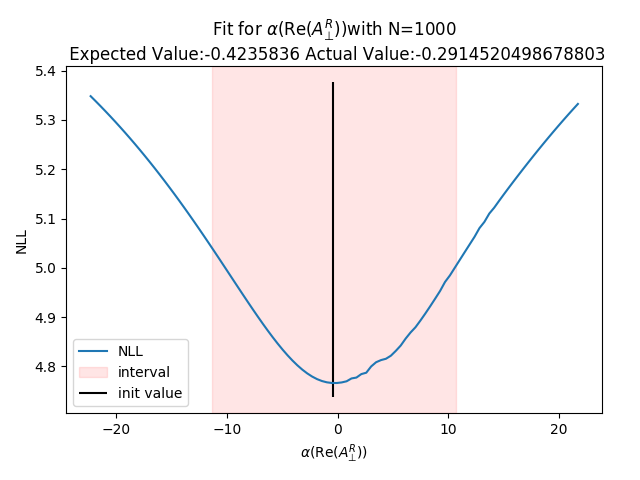 Fit for α(Re(A⊥ᴿ))with N=1000
Expected Value:-0.4235836 Actual Value:-0.2914520498678803
5.4
5.3
5.2
5.1
5.0
4.9
4.8
NLL
NLL
interval
init value
−20
−10
0
10
20
α(Re(A⊥ᴿ))